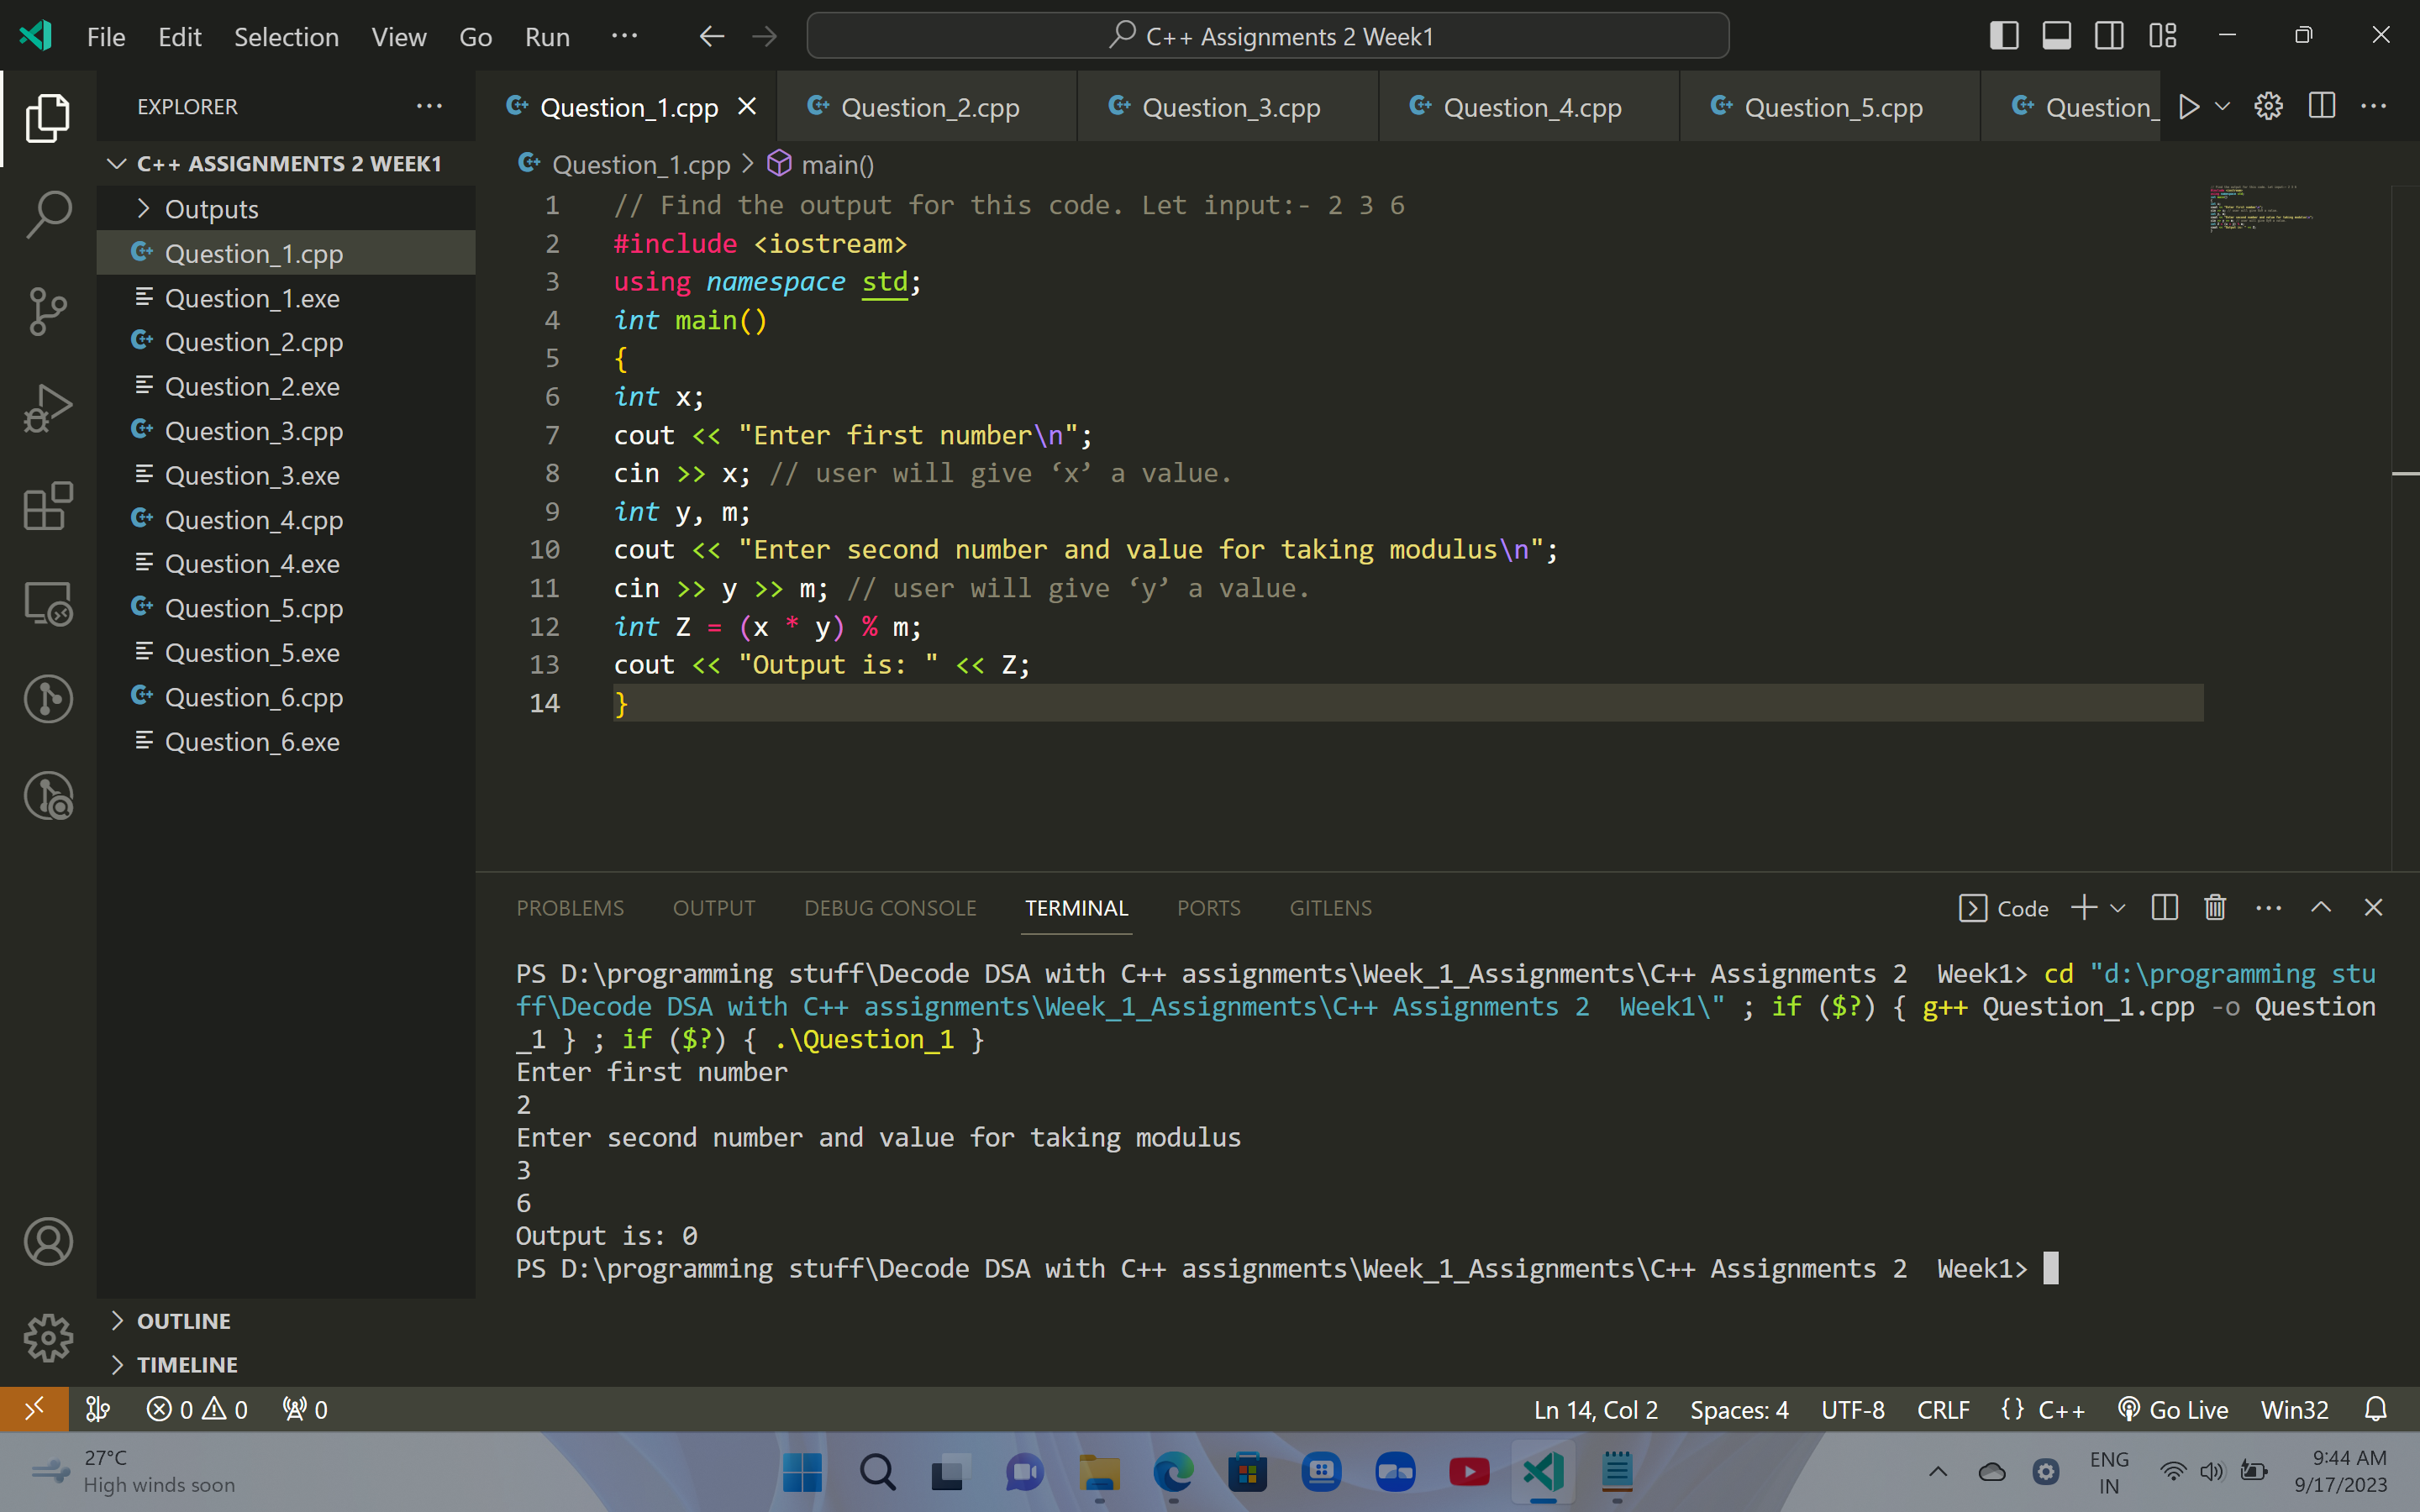 File Edit Selection View Go Run ··· C++ Assignments 2 Week1
EXPLORER
Question_1.cpp Question_2.cpp Question_3.cpp Question_4.cpp Question_5.cpp Question_
C++ ASSIGNMENTS 2 WEEK1
Outputs
Question_1.cpp
Question_1.exe
Question_2.cpp
Question_2.exe
Question_3.cpp
Question_3.exe
Question_4.cpp
Question_4.exe
Question_5.cpp
Question_5.exe
Question_6.cpp
Question_6.exe
OUTLINE
TIMELINE
Question_1.cpp > main()
1 // Find the output for this code. Let input:- 2 3 6
2 #include <iostream>
3 using namespace std;
4 int main()
5 {
6 int x;
7 cout << "Enter first number\n";
8 cin >> x; // user will give ‘x’ a value.
9 int y, m;
10 cout << "Enter second number and value for taking modulus\n";
11 cin >> y >> m; // user will give ‘y’ a value.
12 int Z = (x * y) % m;
13 cout << "Output is: " << Z;
14 }
PROBLEMS OUTPUT DEBUG CONSOLE TERMINAL PORTS GITLENS Code
PS D:\programming stuff\Decode DSA with C++ assignments\Week_1_Assignments\C++ Assignments 2  Week1> cd "d:\programming stu
ff\Decode DSA with C++ assignments\Week_1_Assignments\C++ Assignments 2  Week1\" ; if ($?) { g++ Question_1.cpp -o Question
_1 } ; if ($?) { .\Question_1 }
Enter first number
2
Enter second number and value for taking modulus
3
6
Output is: 0
PS D:\programming stuff\Decode DSA with C++ assignments\Week_1_Assignments\C++ Assignments 2  Week1>
0 0 0 Ln 14, Col 2 Spaces: 4 UTF-8 CRLF {} C++ Go Live Win32
27°C
High winds soon
ENG
IN
9:44 AM
9/17/2023